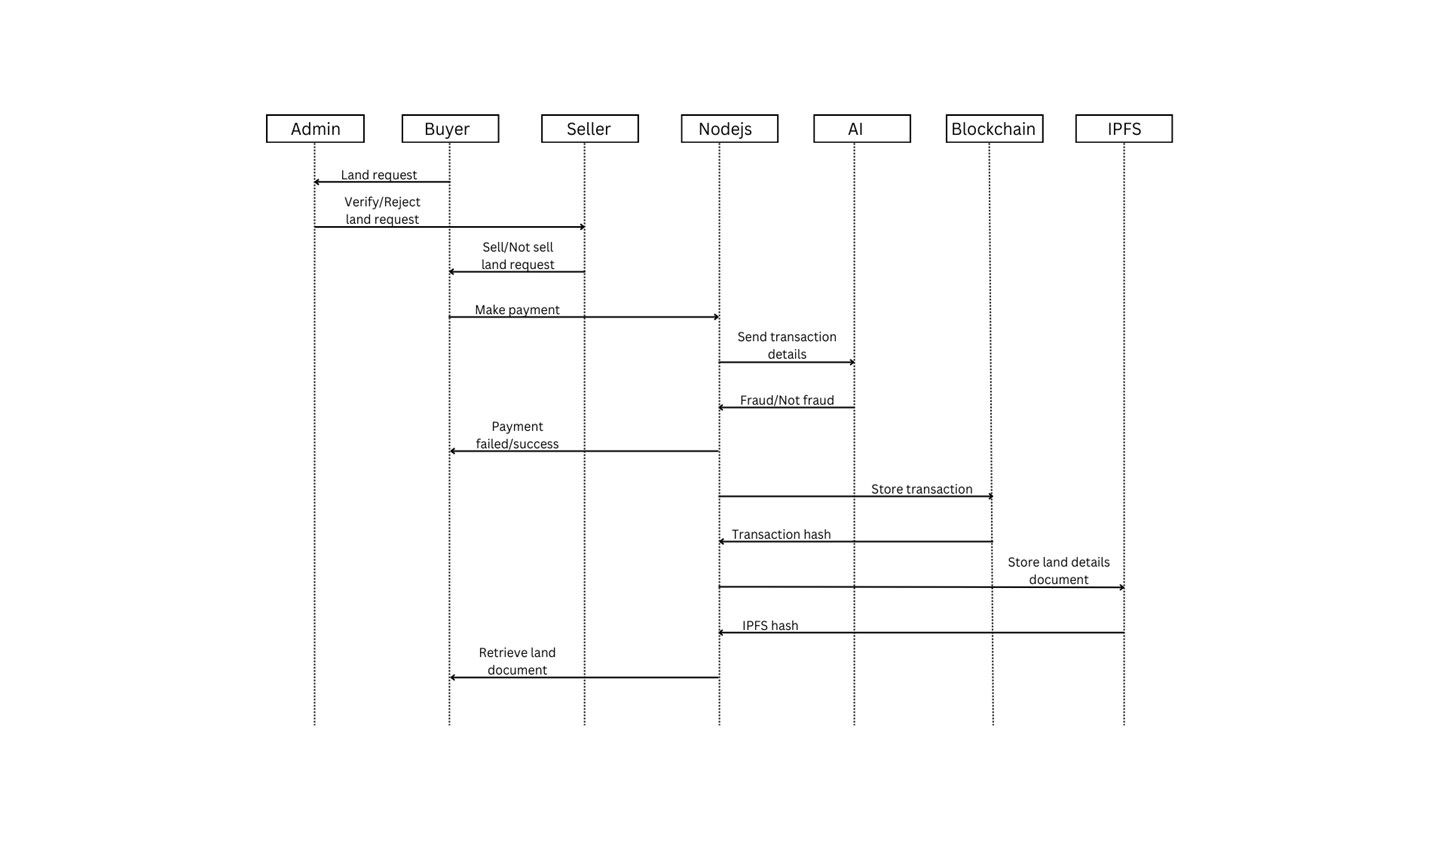 Admin
Buyer
Seller
Nodejs
AI
Blockchain
IPFS
Land request
Verify/Reject
land request
Sell/Not sell
land request
Make payment
Send transaction
details
Fraud/Not fraud
Payment
failed/success
Store transaction
Transaction hash
Store land details
document
IPFS hash
Retrieve land
document